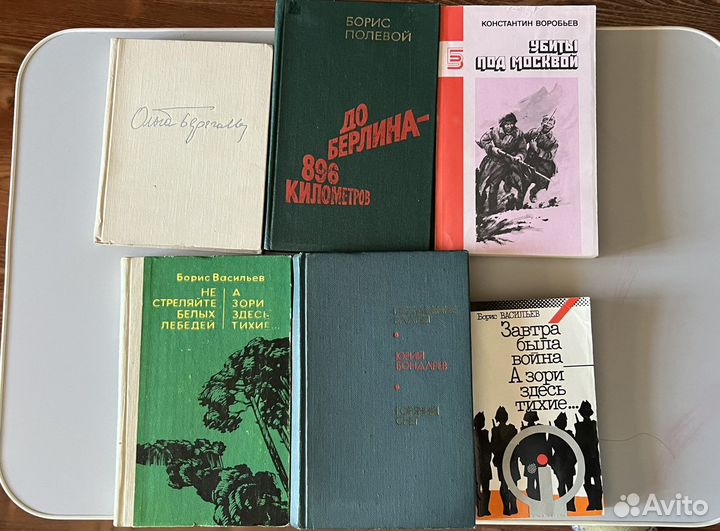 Ольга Берггольц
БОРИС
ПОЛЕВОЙ
ДО
БЕРЛИНА–
896
КИЛОМЕТРОВ
КОНСТАНТИН ВОРОБЬЕВ
УБИТЫ
ПОД МОСКВОЙ
Б
Борис Васильев
НЕ
СТРЕЛЯЙТЕ
БЕЛЫХ
ЛЕБЕДЕЙ
А
ЗОРИ
ЗДЕСЬ
ТИХИЕ...
ЮРИЙ
БОНДАРЕВ
ГОРЯЧИЙ
СНЕГ
Борис ВАСИЛЬЕВ
Завтра
была
война
А зори
здесь
тихие...
Avito